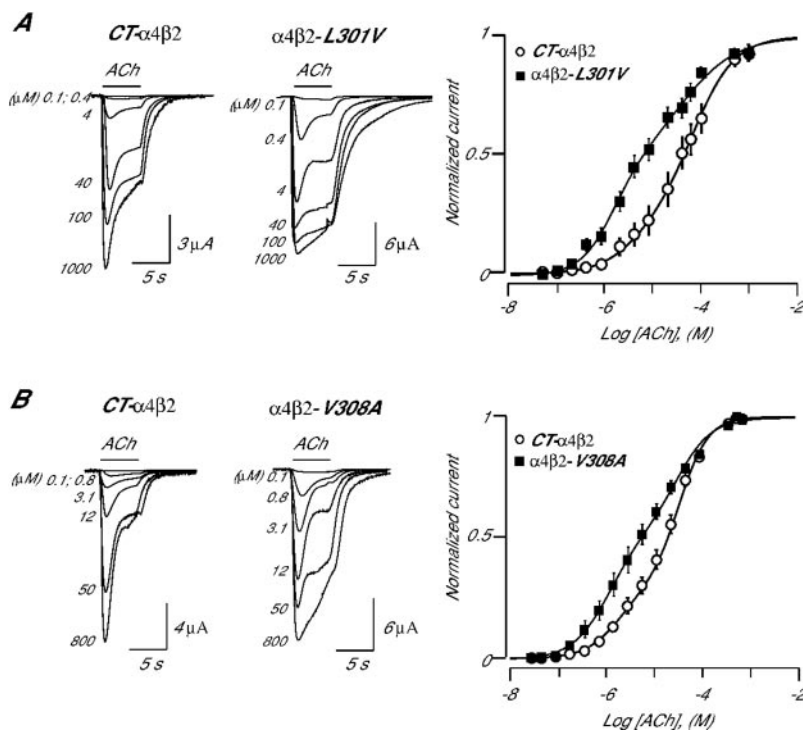 A
CT-α4β2
α4β2-L301V
ACh
ACh
(μM) 0.1; 0.4
4
40
100
1000
3μA
5 s
(μM) 0.1
0.4
4
40
100
1000
6μA
5 s
Normalized current
1
0.5
0
CT-α4β2
α4β2-L301V
-8
-6
-4
-2
Log [ACh], (M)
B
CT-α4β2
α4β2-V308A
ACh
ACh
(μM) 0.1; 0.8
3.1
12
50
800
4μA
5 s
(μM) 0.1
0.8
3.1
12
50
800
6μA
5 s
Normalized current
1
0.5
0
CT-α4β2
α4β2-V308A
-8
-6
-4
-2
Log [ACh], (M)